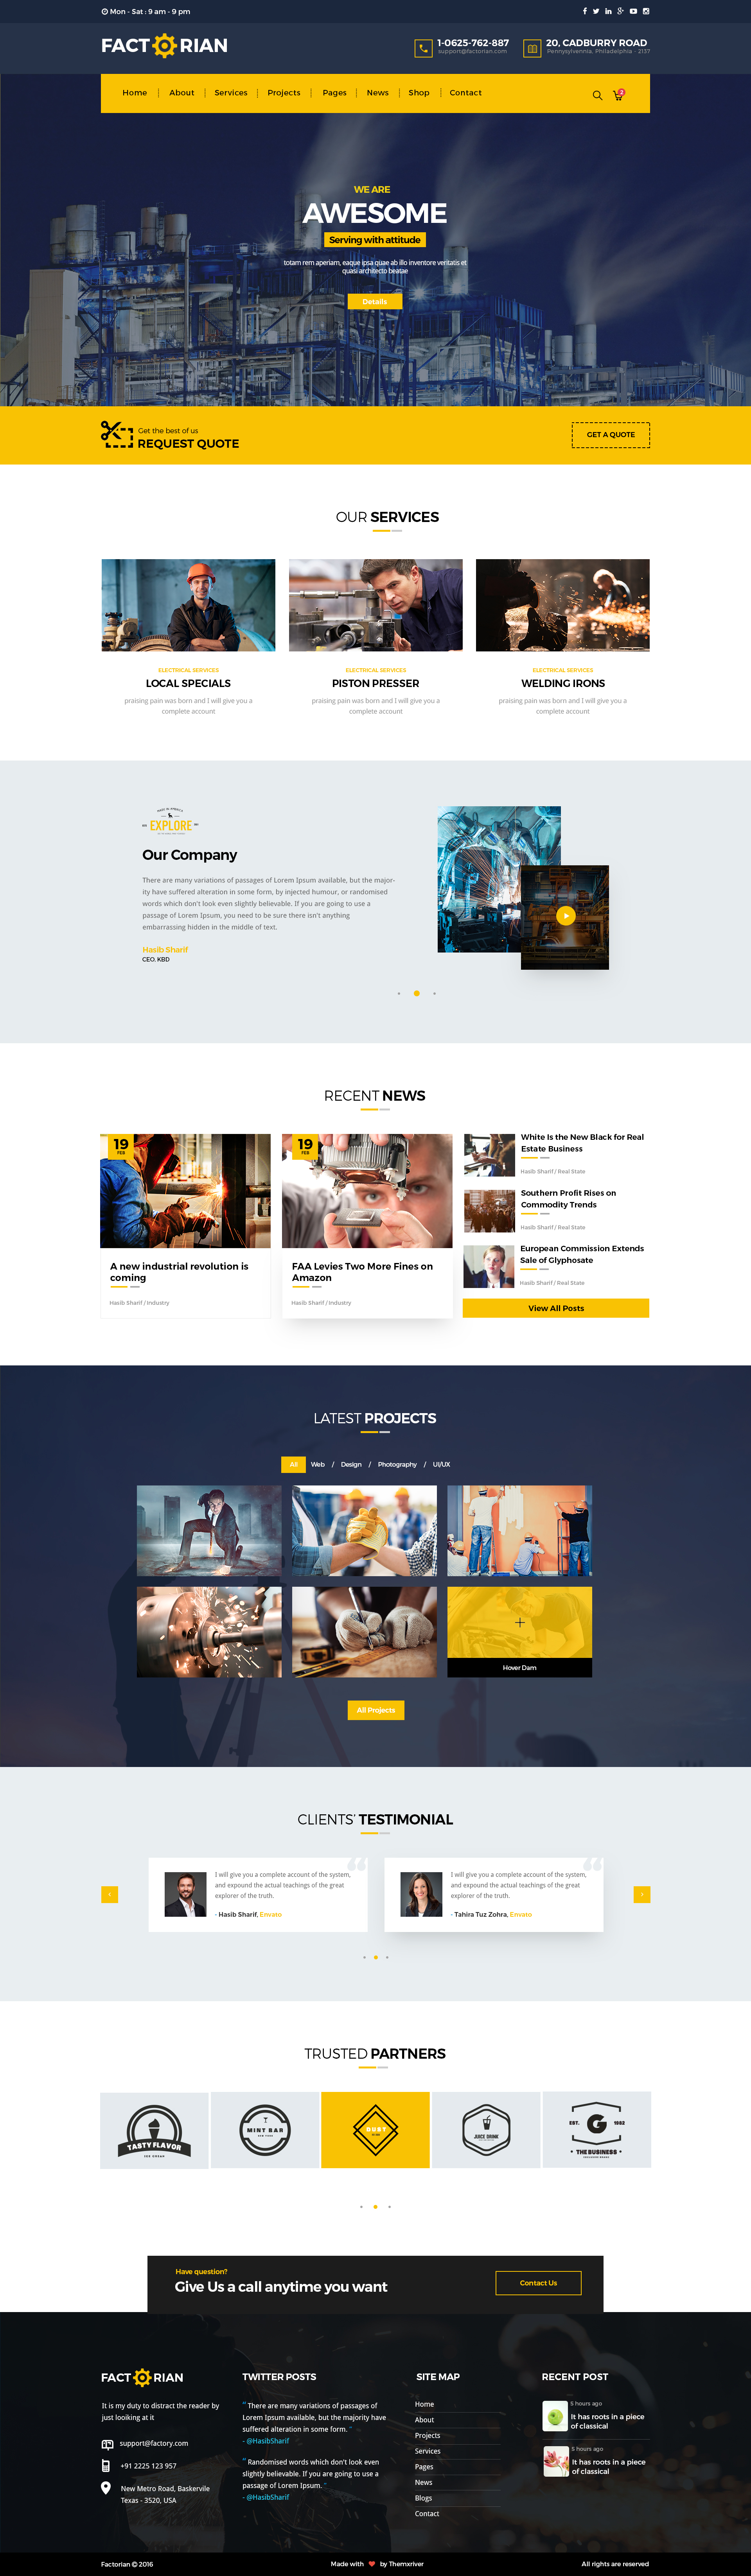 Mon - Sat : 9 am - 9 pm
FACTORIAN
1-0625-762-887
support@factorian.com
20, CADBURRY ROAD
Pennysylvennia, Philadelphia - 2137
Home
About
Services
Projects
Pages
News
Shop
Contact
2
WE ARE
AWESOME
Serving with attitude
totam rem aperiam, eaque ipsa quae ab illo inventore veritatis et
quasi architecto beatae
Details
Get the best of us
REQUEST QUOTE
GET A QUOTE
OUR SERVICES
ELECTRICAL SERVICES
LOCAL SPECIALS
praising pain was born and I will give you a
complete account
ELECTRICAL SERVICES
PISTON PRESSER
praising pain was born and I will give you a
complete account
ELECTRICAL SERVICES
WELDING IRONS
praising pain was born and I will give you a
complete account
MADE IN AMERICA
EXPLORE
Our Company
There are many variations of passages of Lorem Ipsum available, but the major-
ity have suffered alteration in some form, by injected humour, or randomised
words which don't look even slightly believable. If you are going to use a
passage of Lorem Ipsum, you need to be sure there isn't anything
embarrassing hidden in the middle of text.
Hasib Sharif
CEO, KBD
RECENT NEWS
19
FEB
A new industrial revolution is
coming
Hasib Sharif / Industry
19
FEB
FAA Levies Two More Fines on
Amazon
Hasib Sharif / Industry
White Is the New Black for Real
Estate Business
Hasib Sharif / Real State
Southern Profit Rises on
Commodity Trends
Hasib Sharif / Real State
European Commission Extends
Sale of Glyphosate
Hasib Sharif / Real State
View All Posts
LATEST PROJECTS
All
Web / Design / Photography / UI/UX
Hover Dam
All Projects
CLIENTS' TESTIMONIAL
I will give you a complete account of the system,
and expound the actual teachings of the great
explorer of the truth.
- Hasib Sharif, Envato
I will give you a complete account of the system,
and expound the actual teachings of the great
explorer of the truth.
- Tahira Tuz Zohra, Envato
TRUSTED PARTNERS
TASTY FLAVOR
ICE CREAM
MINT BAR
NEW YORK
DUST
JUICE DRINK
EST. G 1982
THE BUSINESS
Have question?
Give Us a call anytime you want
Contact Us
FACTORIAN
It is my duty to distract the reader by
just looiking at it
support@factory.com
+91 2225 123 957
New Metro Road, Baskervile
Texas - 3520, USA
TWITTER POSTS
“ There are many variations of passages of
Lorem Ipsum available, but the majority have
suffered alteration in some form. ”
- @HasibSharif
“ Randomised words which don't look even
slightly believable. If you are going to use a
passage of Lorem Ipsum. ”
- @HasibSharif
SITE MAP
Home
About
Projects
Services
Pages
News
Blogs
Contact
RECENT POST
5 hours ago
It has roots in a piece
of classical
5 hours ago
It has roots in a piece
of classical
Factorian © 2016
Made with ❤ by Themxriver
All rights are reserved